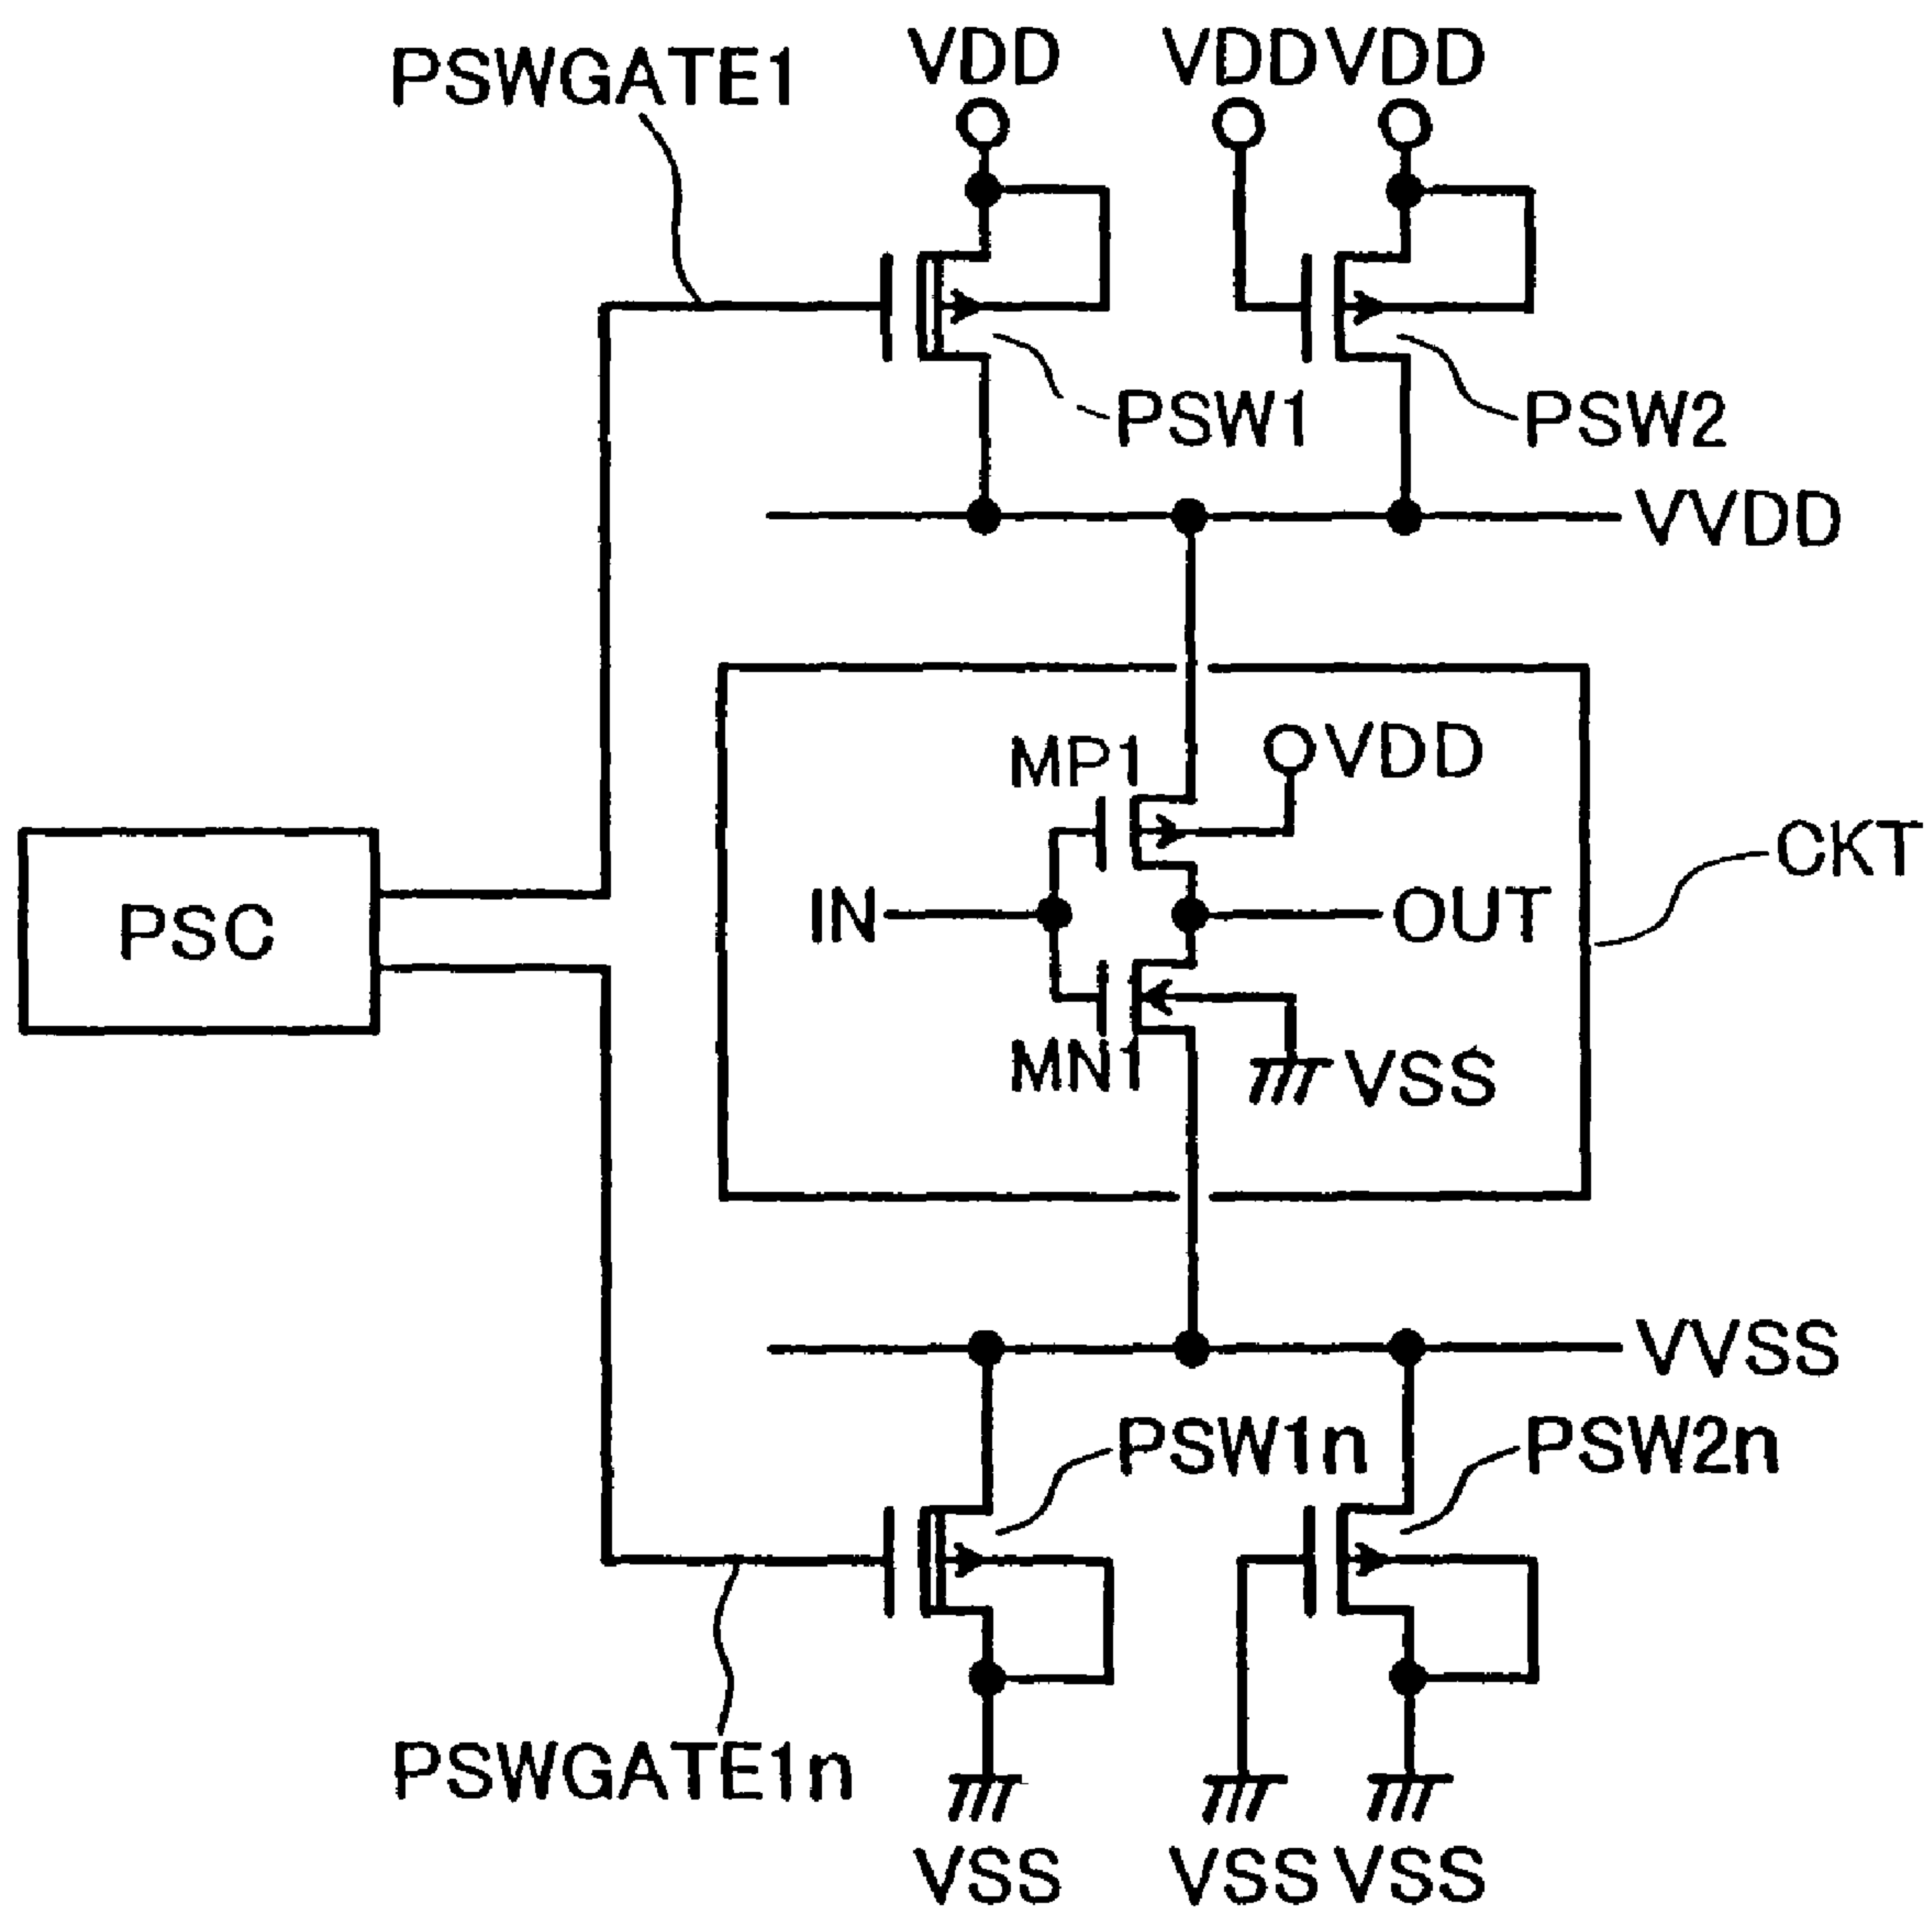 PSWGATE1
VDD
VDD
VDD
PSW1
PSW2
VVDD
MP1
VDD
CKT
PSC
IN
OUT
MN1
VSS
VVSS
PSW1n
PSW2n
PSWGATE1n
VSS
VSS
VSS